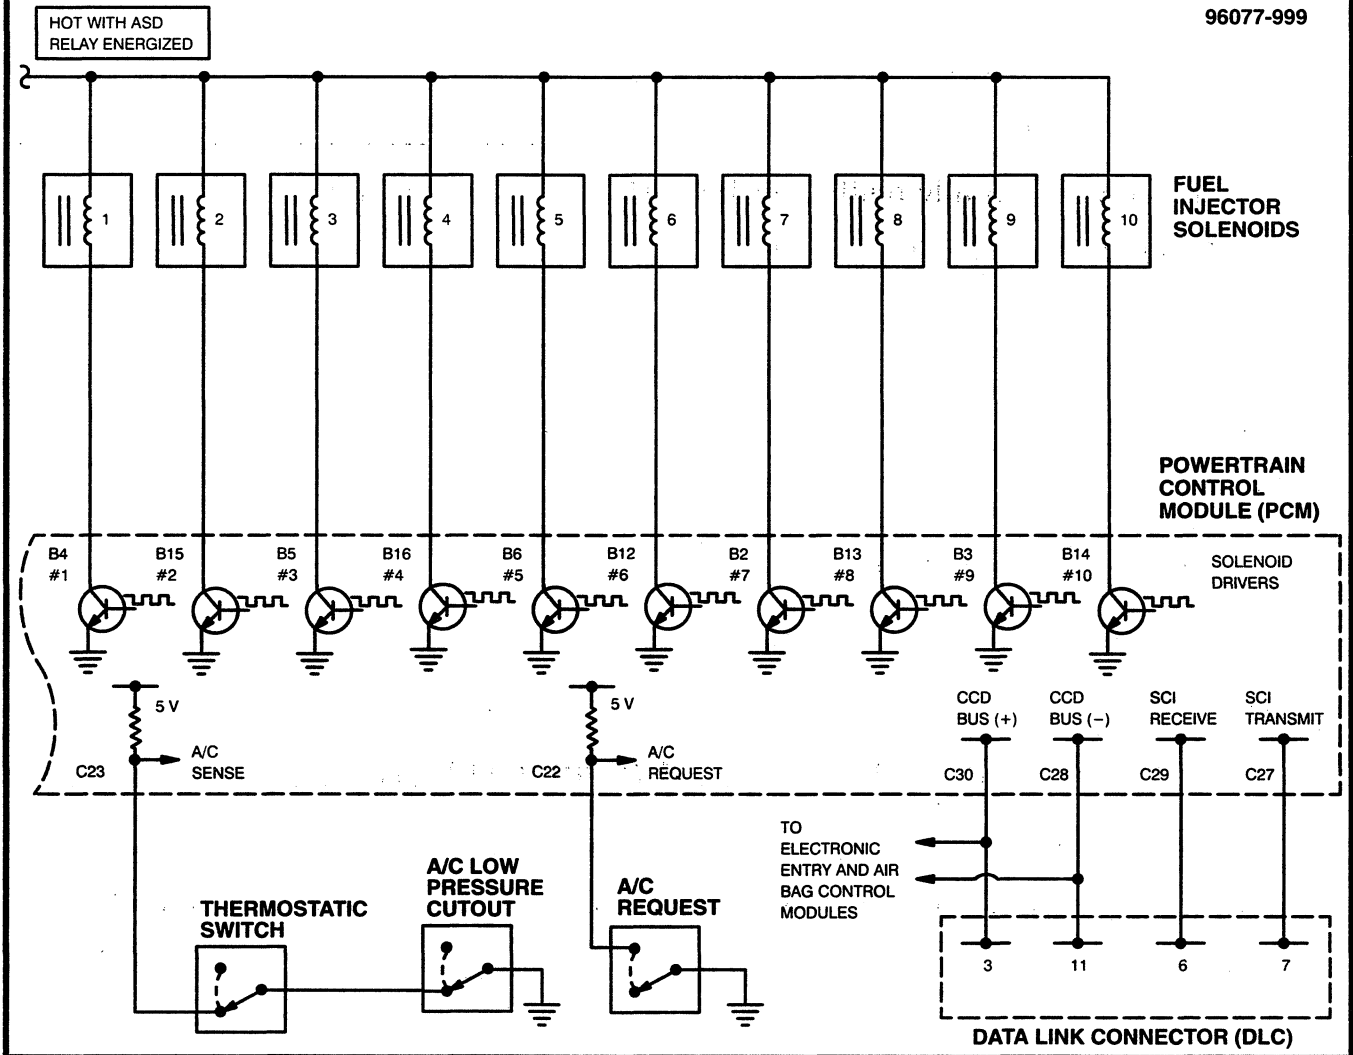 HOT WITH ASD
RELAY ENERGIZED
96077-999
1
2
3
4
5
6
7
8
9
10
FUEL
INJECTOR
SOLENOIDS
POWERTRAIN
CONTROL
MODULE (PCM)
B4
#1
B15
#2
B5
#3
B16
#4
B6
#5
B12
#6
B2
#7
B13
#8
B3
#9
B14
#10
SOLENOID
DRIVERS
5 V
A/C
SENSE
C23
5 V
A/C
REQUEST
C22
CCD
BUS (+)
CCD
BUS (−)
SCI
RECEIVE
SCI
TRANSMIT
C30
C28
C29
C27
TO
ELECTRONIC
ENTRY AND AIR
BAG CONTROL
MODULES
THERMOSTATIC
SWITCH
A/C LOW
PRESSURE
CUTOUT
A/C
REQUEST
3
11
6
7
DATA LINK CONNECTOR (DLC)